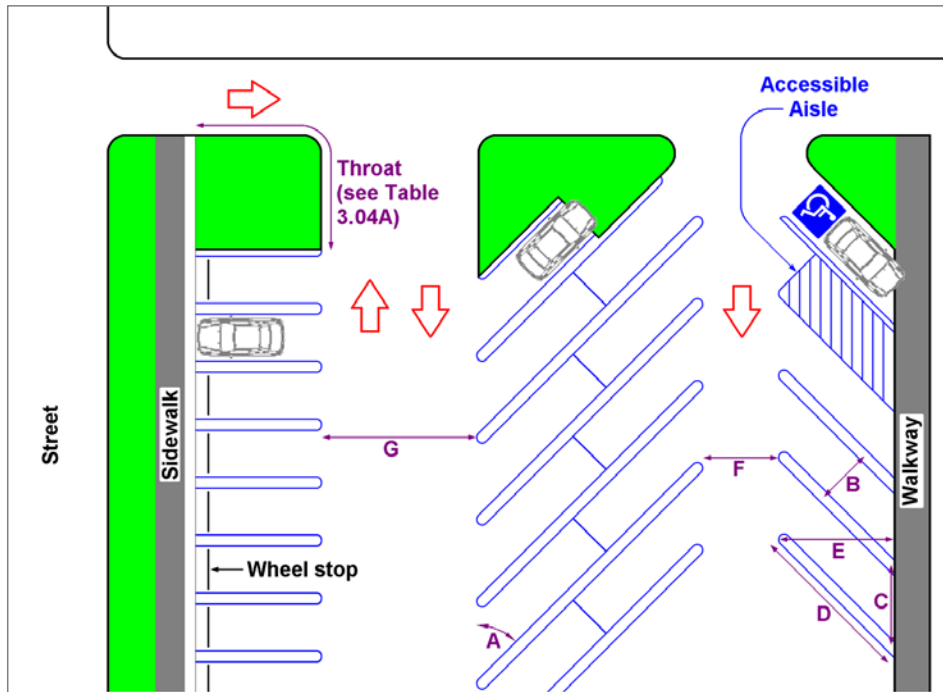 Accessible
Aisle
Throat
(see Table
3.04A)
Street
Sidewalk
G
F
B
Walkway
E
Wheel stop
C
D
A